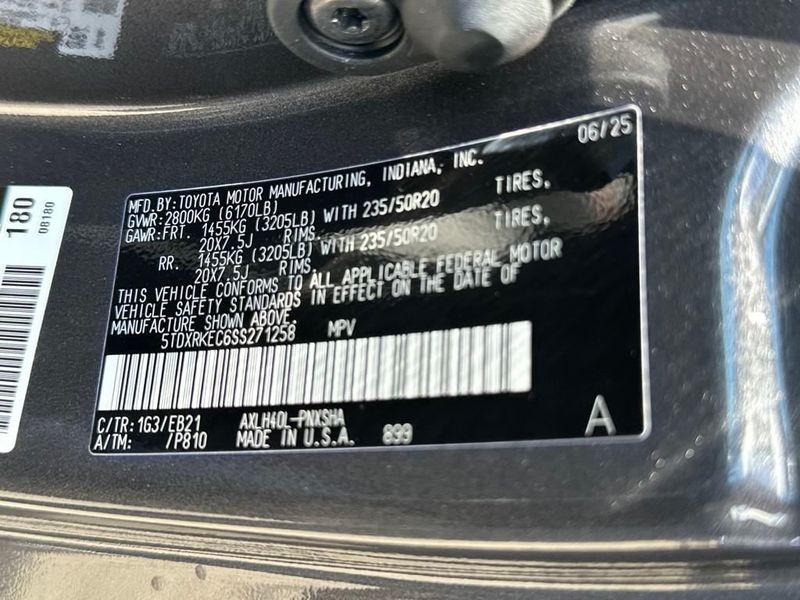 06/25
MFD.BY:TOYOTA MOTOR MANUFACTURING, INDIANA, INC.
GVWR:2800KG (6170LB)
GAWR:FRT. 1455KG (3205LB) WITH 235/50R20 TIRES,
20X7.5J RIMS.
RR. 1455KG (3205LB) WITH 235/50R20 TIRES,
20X7.5J RIMS.
THIS VEHICLE CONFORMS TO ALL APPLICABLE FEDERAL MOTOR
VEHICLE SAFETY STANDARDS IN EFFECT ON THE DATE OF
MANUFACTURE SHOWN ABOVE.
5TDXRKEC6SS271258 MPV
C/TR:1G3/EB21 AXLH40L-PNXSHA
A/TM: /P810 MADE IN U.S.A. 899
A
180
08180